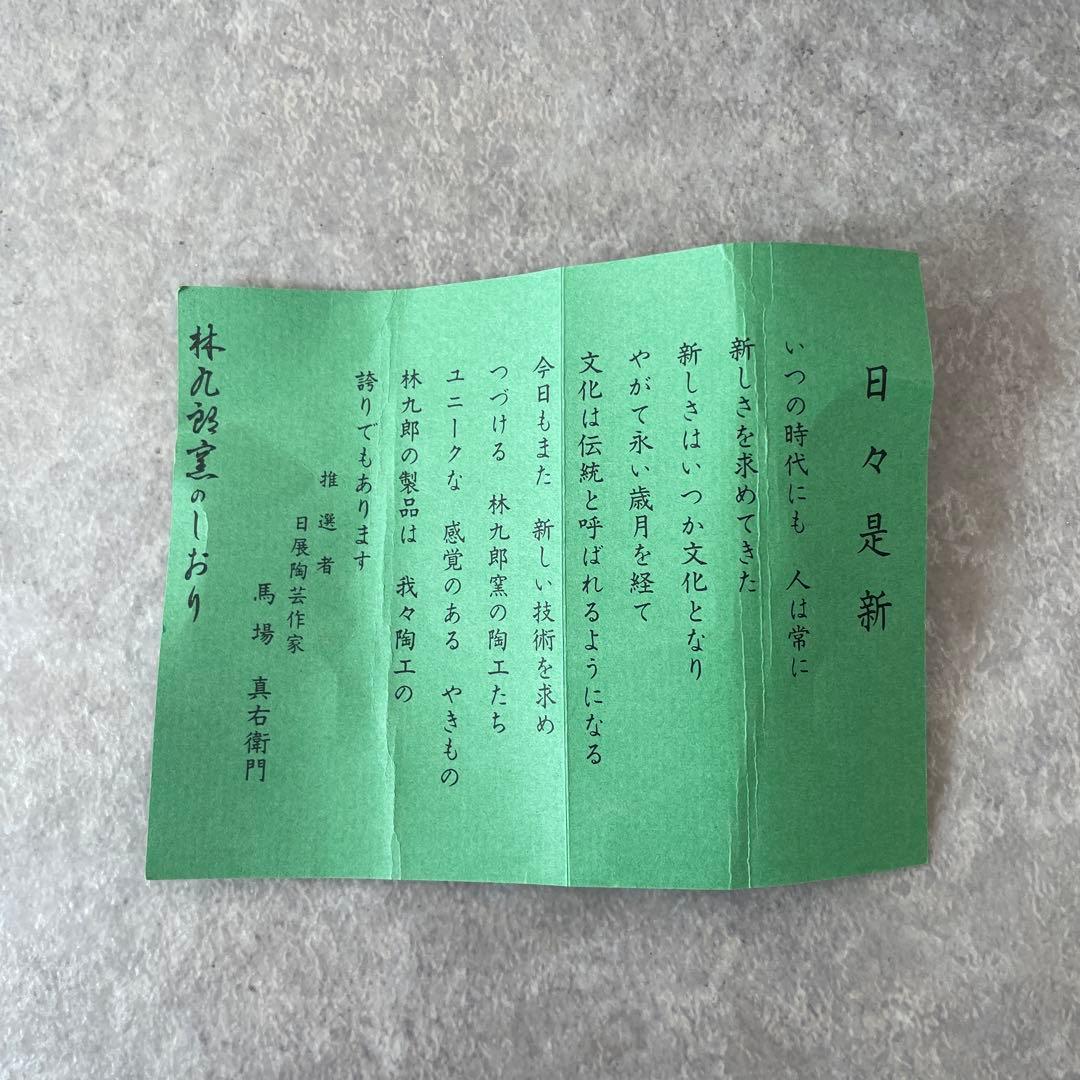 日々是新
いつの時代にも　人は常に
新しさを求めてきた
新しさはいつか文化となり
やがて永い歳月を経て
文化は伝統と呼ばれるようになる
今日もまた　新しい技術を求め
つづける　林九郎窯の陶工たち
ユニークな　感覚のある　やきもの
林九郎の製品は　我々陶工の
誇りでもあります
推選者
日展陶芸作家
馬場　真右衛門
林九郎窯のしおり